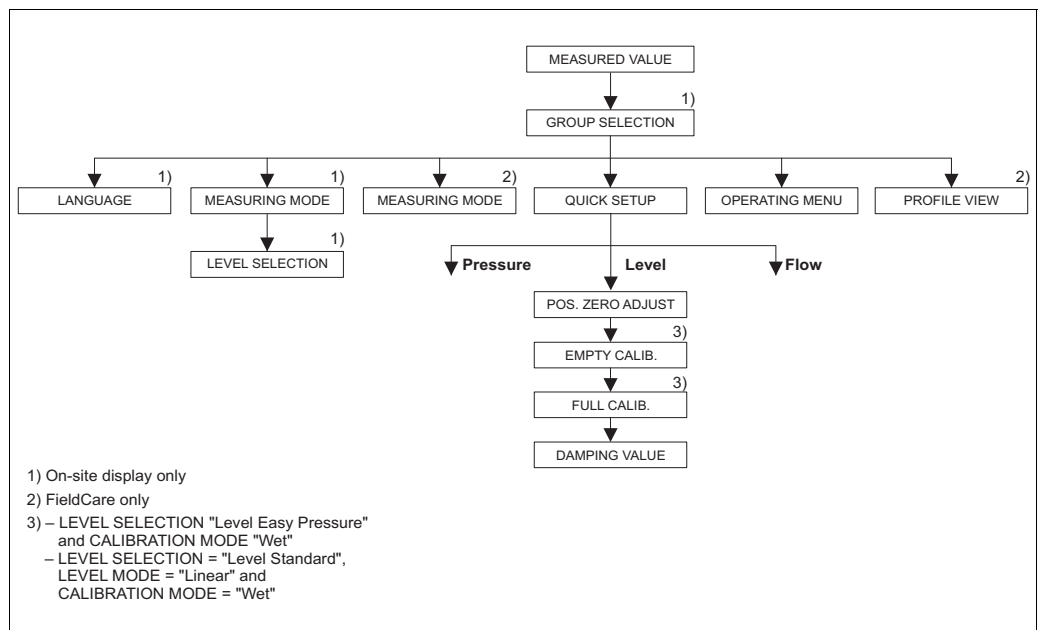 MEASURED VALUE
1)
GROUP SELECTION
1) 1) 2) 2)
LANGUAGE MEASURING MODE MEASURING MODE QUICK SETUP OPERATING MENU PROFILE VIEW
1)
LEVEL SELECTION
Pressure Level Flow
POS. ZERO ADJUST
3)
EMPTY CALIB.
3)
FULL CALIB.
DAMPING VALUE
1) On-site display only
2) FieldCare only
3) – LEVEL SELECTION "Level Easy Pressure"
and CALIBRATION MODE "Wet"
– LEVEL SELECTION = "Level Standard",
LEVEL MODE = "Linear" and
CALIBRATION MODE = "Wet"